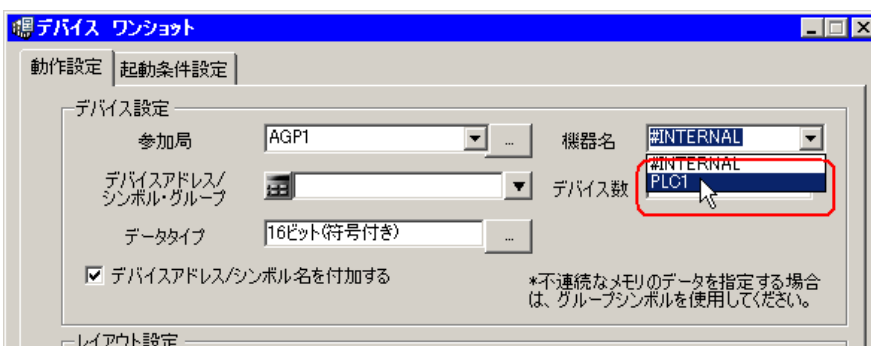 デバイス ワンショット
動作設定 起動条件設定
デバイス設定
参加局 AGP1 ... 機器名 #INTERNAL
#INTERNAL
デバイスアドレス/
シンボル・グループ
デバイス数 PLC1
データタイプ 16ビット(符号付き) ...
デバイスアドレス/シンボル名を付加する
*不連続なメモリのデータを指定する場合
は、グループシンボルを使用してください。
レイアウト設定